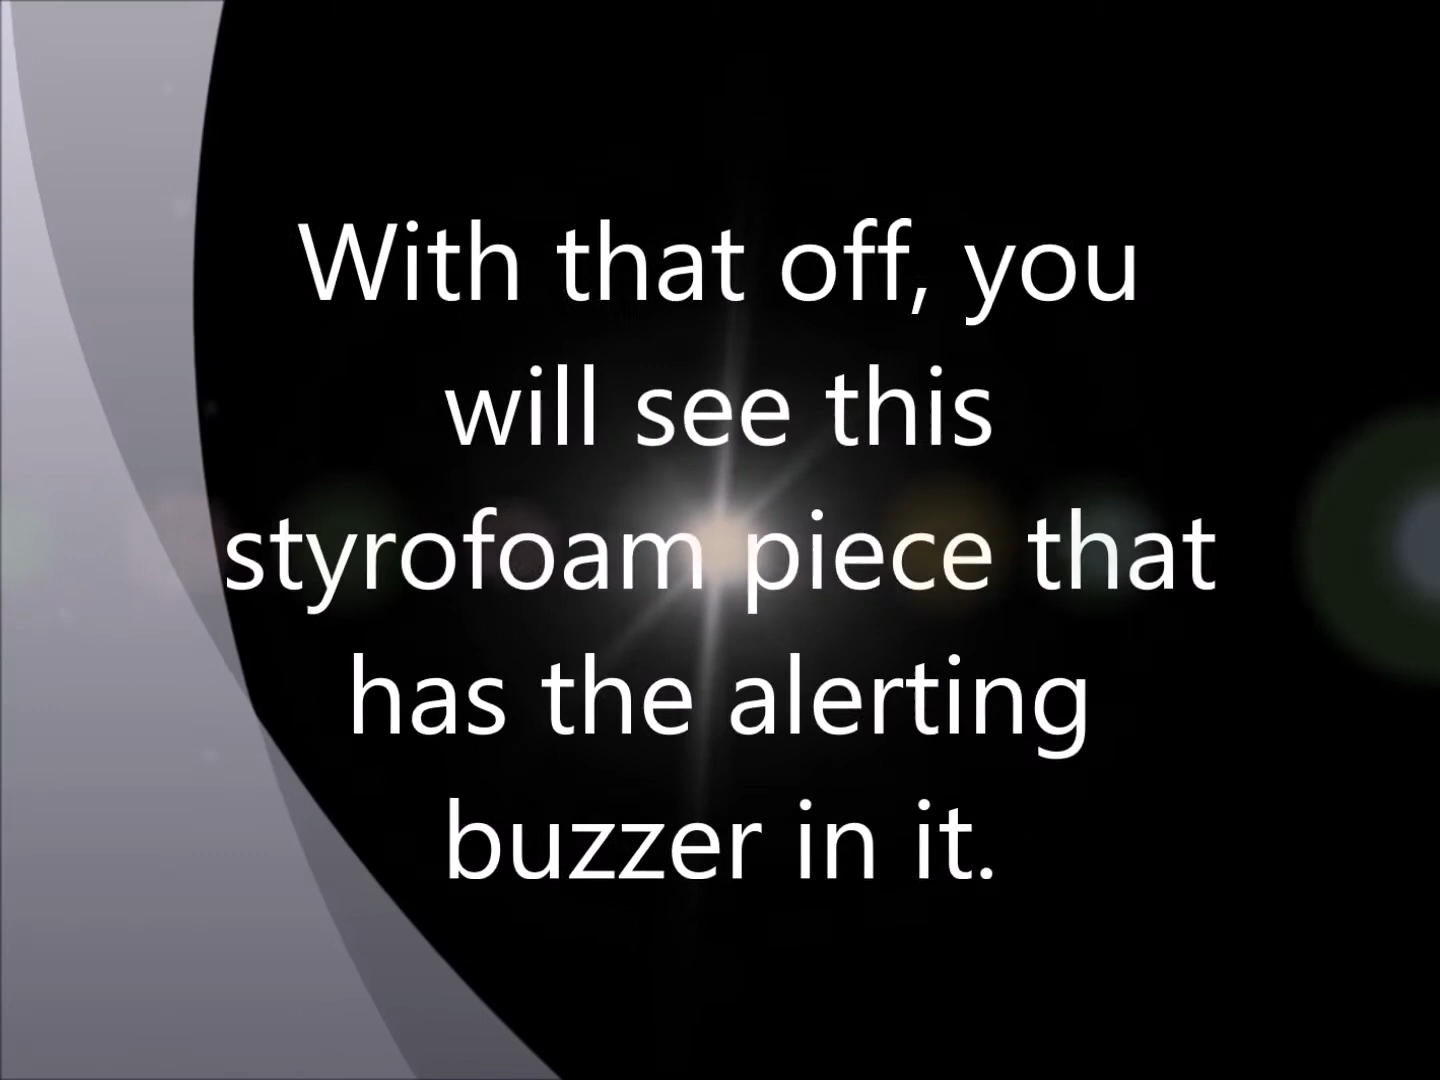 With that off, you
will see this
styrofoam piece that
has the alerting
buzzer in it.